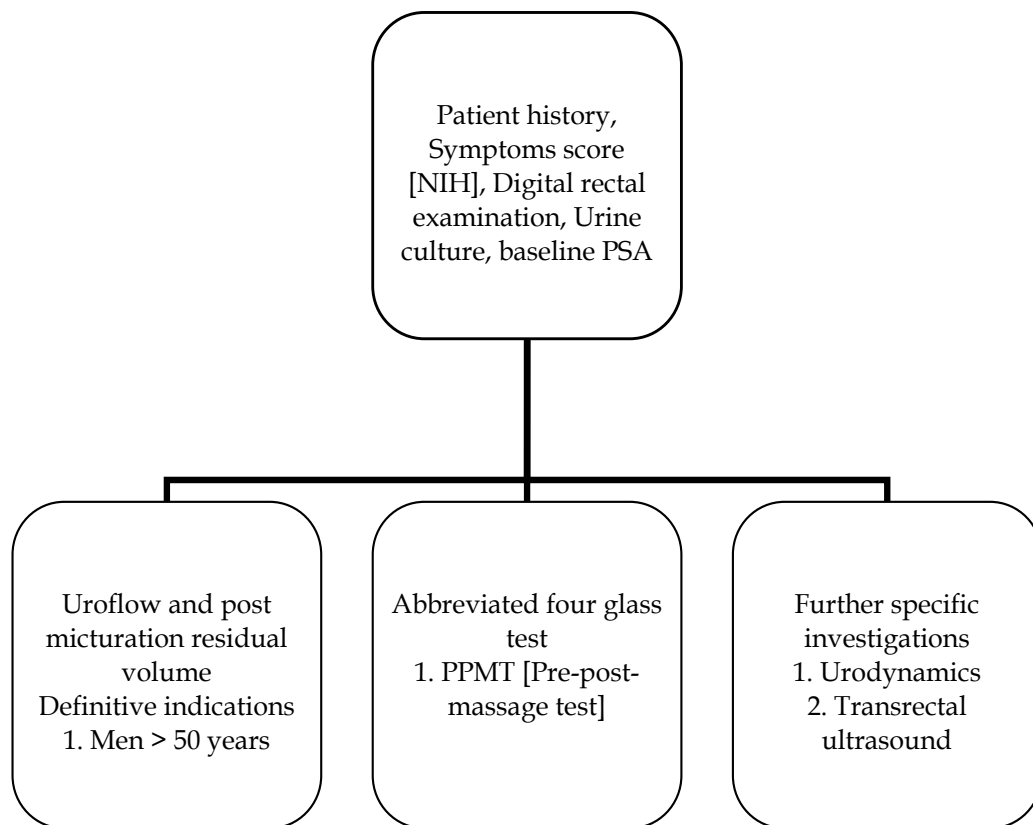 Patient history,
Symptoms score
[NIH], Digital rectal
examination, Urine
culture, baseline PSA
Uroflow and post
micturation residual
volume
Definitive indications
1. Men > 50 years
Abbreviated four glass
test
1. PPMT [Pre-post-
massage test]
Further specific
investigations
1. Urodynamics
2. Transrectal
ultrasound